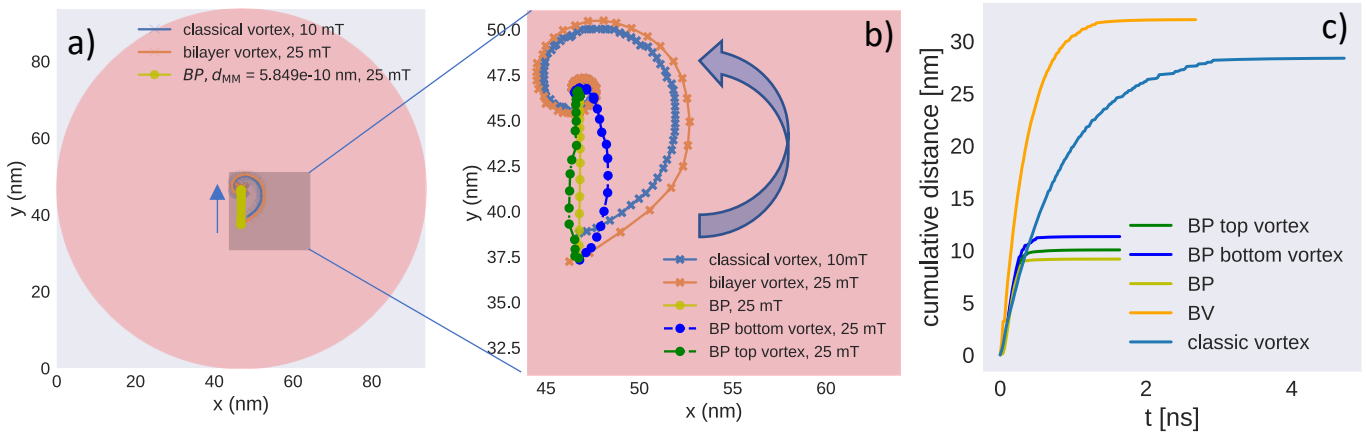 a)
classical vortex, 10 mT
bilayer vortex, 25 mT
BP, dMM = 5.849e-10 nm, 25 mT
y (nm)
80
60
40
20
0
0 20 40 60 80
x (nm)
b)
y (nm)
50.0
47.5
45.0
42.5
40.0
37.5
35.0
32.5
classical vortex, 10mT
bilayer vortex, 25 mT
BP, 25 mT
BP bottom vortex, 25 mT
BP top vortex, 25 mT
45 50 55 60
x (nm)
c)
cumulative distance [nm]
30
25
20
15
10
5
0
BP top vortex
BP bottom vortex
BP
BV
classic vortex
0 2 4
t [ns]